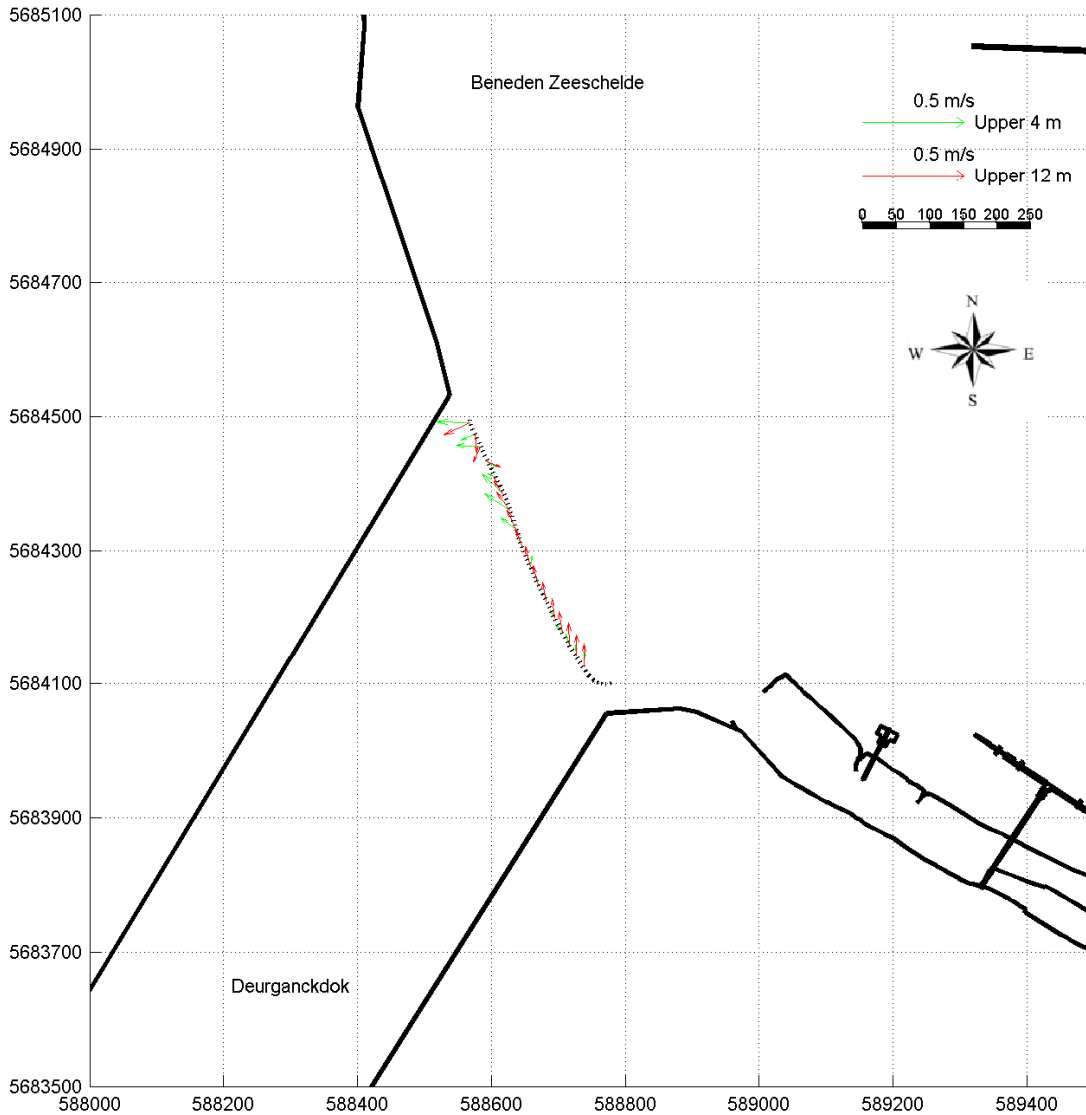 5685100
Beneden Zeeschelde
0.5 m/s
Upper 4 m
5684900
0.5 m/s
Upper 12 m
0 50 100 150 200 250
5684700
N
W E
S
5684500
5684300
5684100
5683900
5683700
Deurganckdok
5683500
588000 588200 588400 588600 588800 589000 589200 589400